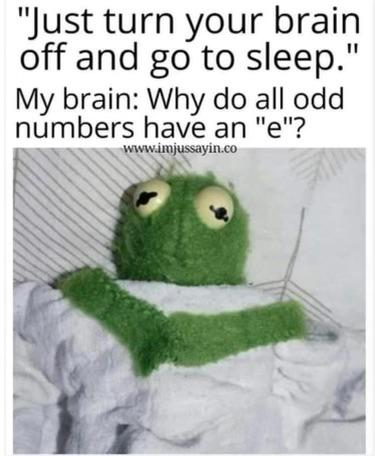 "Just turn your brain
off and go to sleep."
My brain: Why do all odd
numbers have an "e"?
www.imjussayin.co